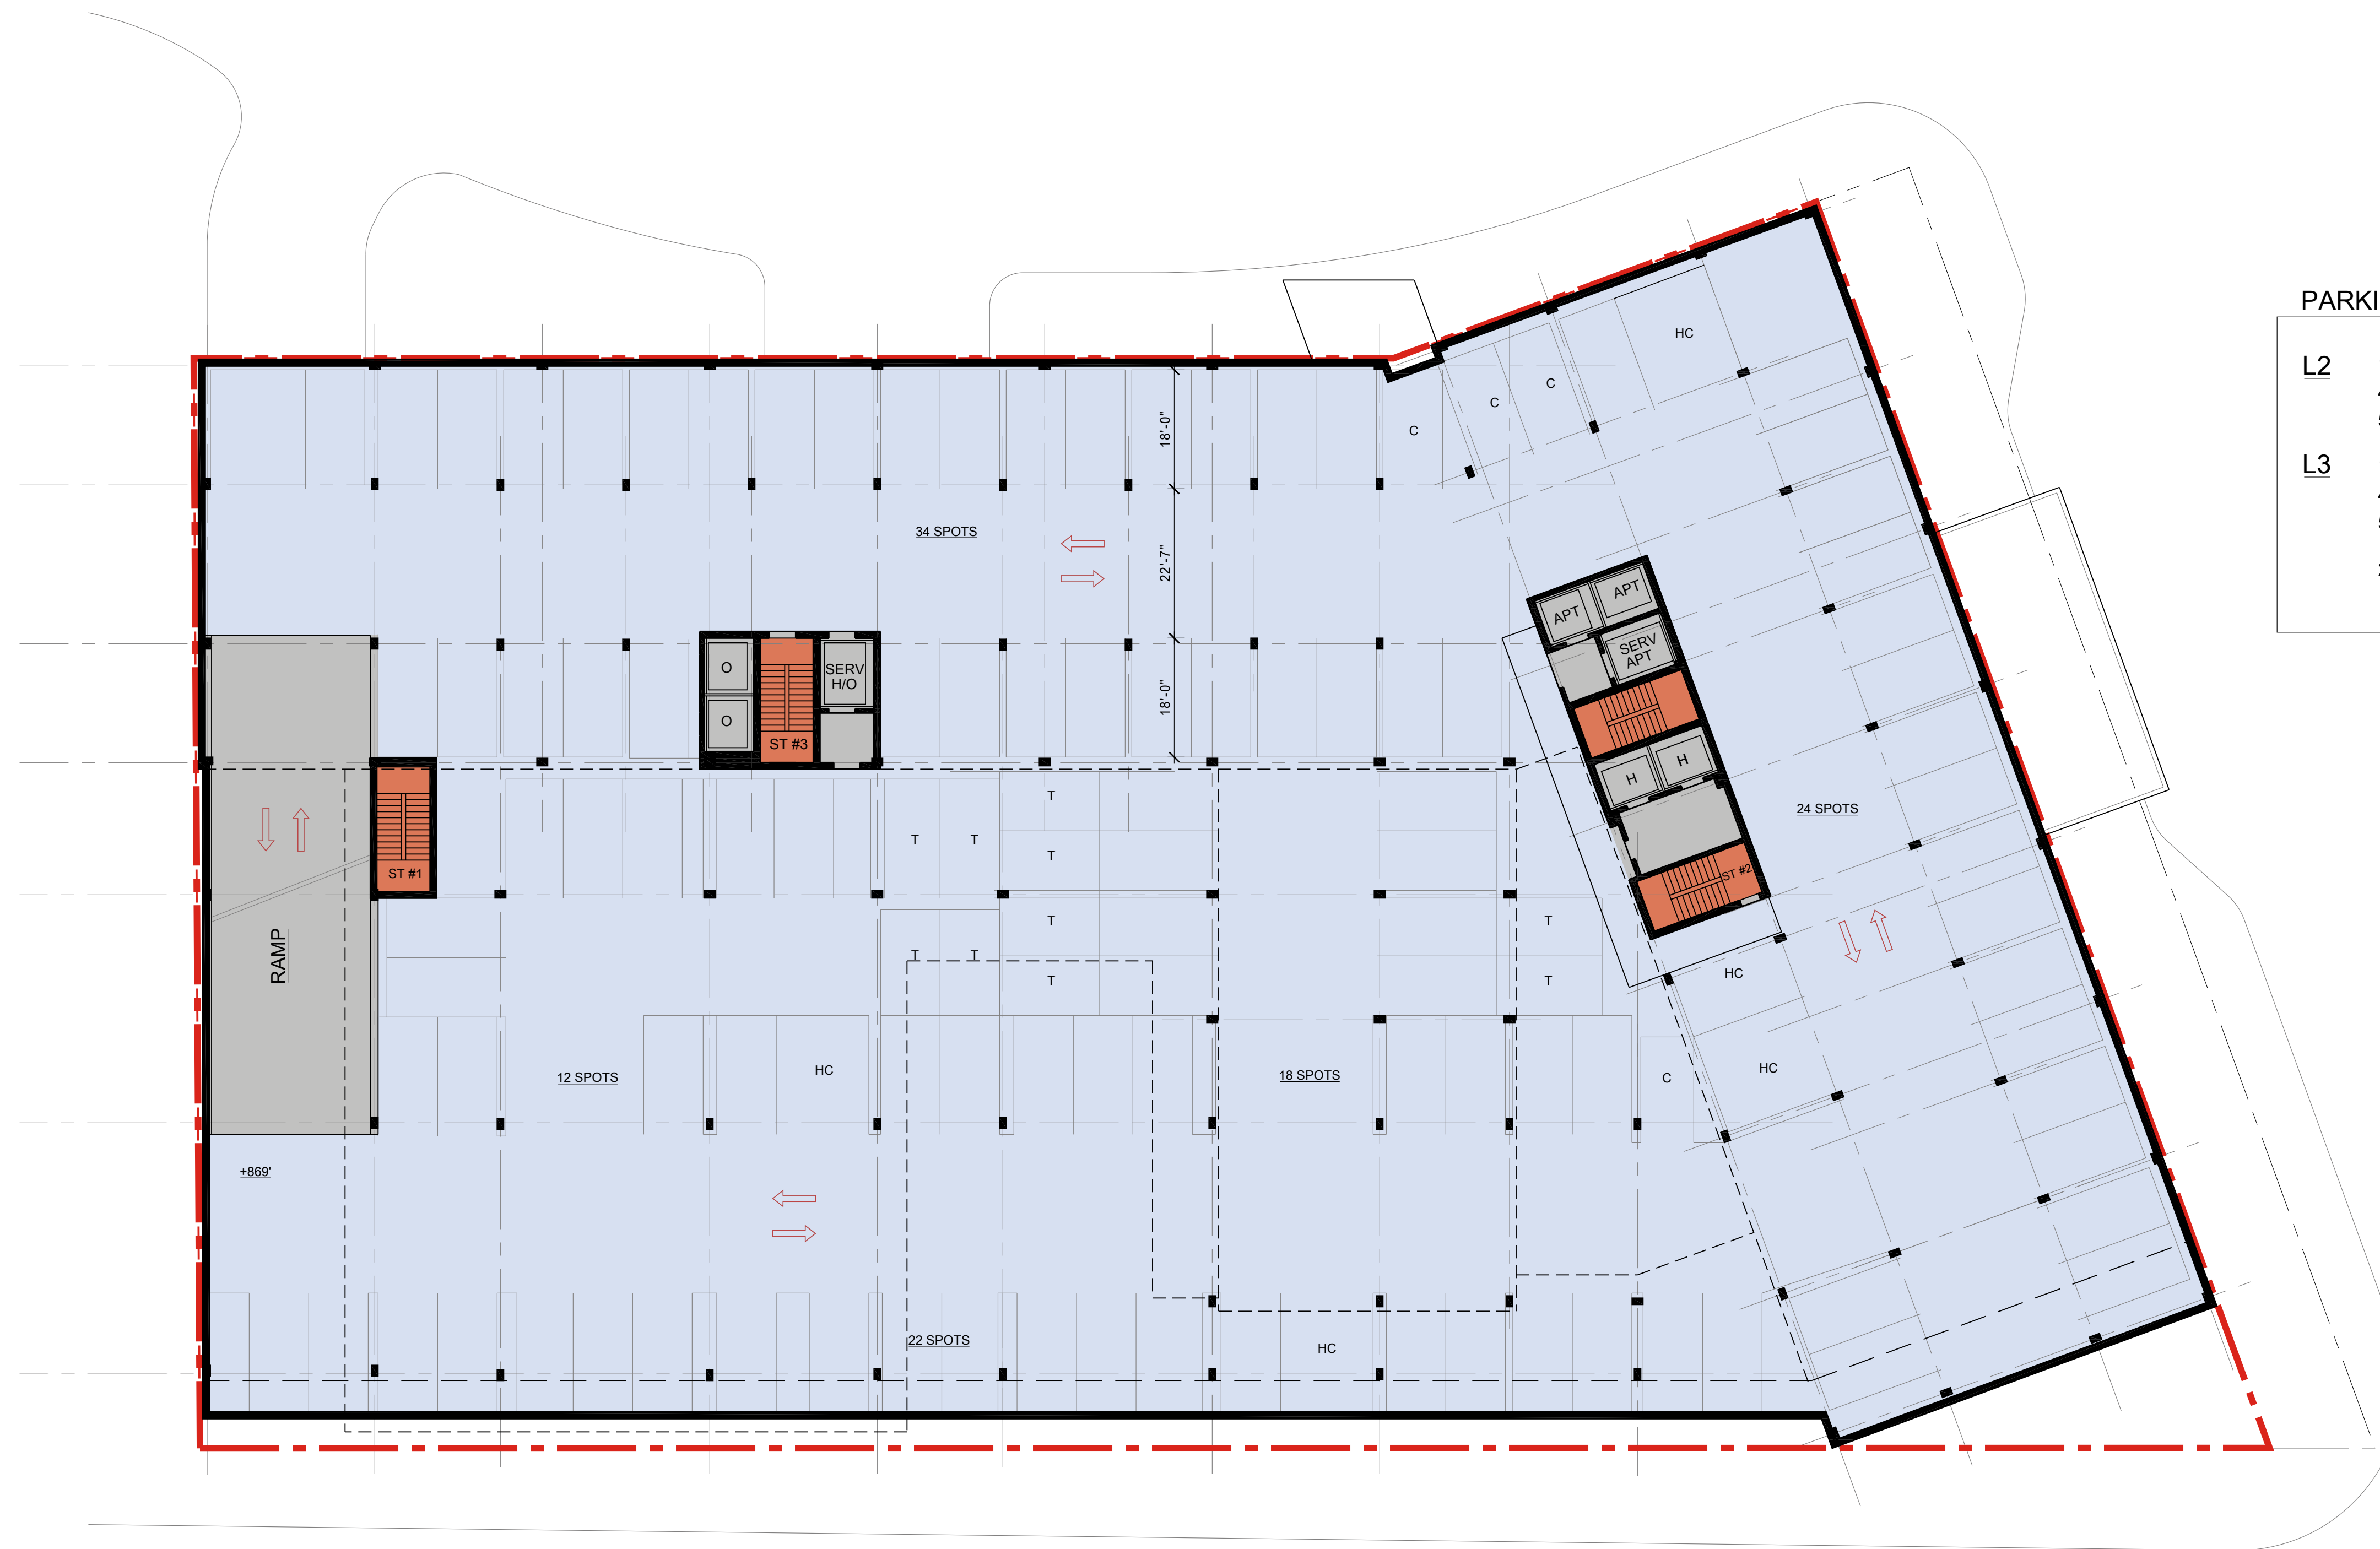 PARKI
L2
L3
HC
C
C
C
18'-0"
34 SPOTS
22'-7"
APT
APT
SERV
APT
O
O
SERV
H/O
ST #3
18'-0"
H
H
24 SPOTS
T
T
T
T
ST #1
ST #2
T
T
RAMP
T
T
T
T
HC
T
12 SPOTS
HC
18 SPOTS
C
HC
+869'
22 SPOTS
HC